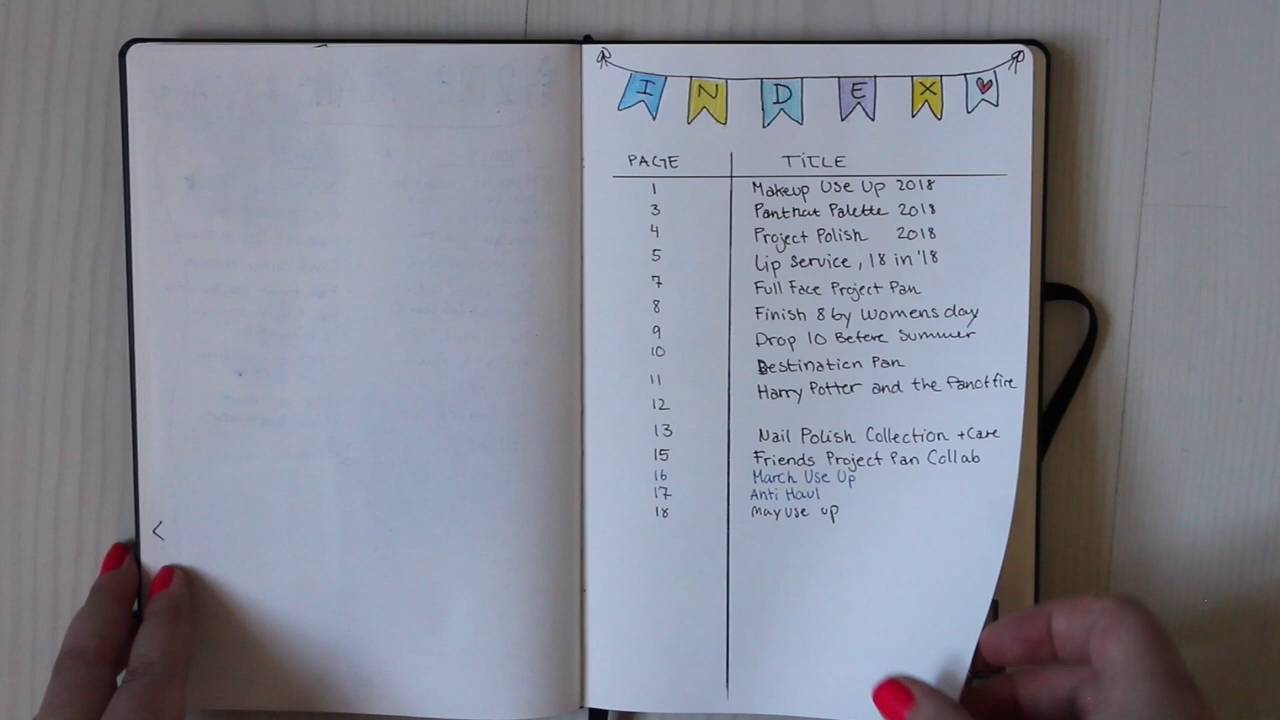 INDEX
PAGE TITLE
1 Makeup Use Up 2018
3 Panthat Palette 2018
4 Project Polish 2018
5 Lip Service, 18 in '18
7 Full Face Project Pan
8 Finish 8 by womens day
9 Drop 10 Before Summer
10 Destination Pan
11 Harry Potter and the Panoffire
12
13 Nail Polish Collection +Care
15 Friends Project Pan Collab
16 March Use Up
17 Anti Haul
18 May use up